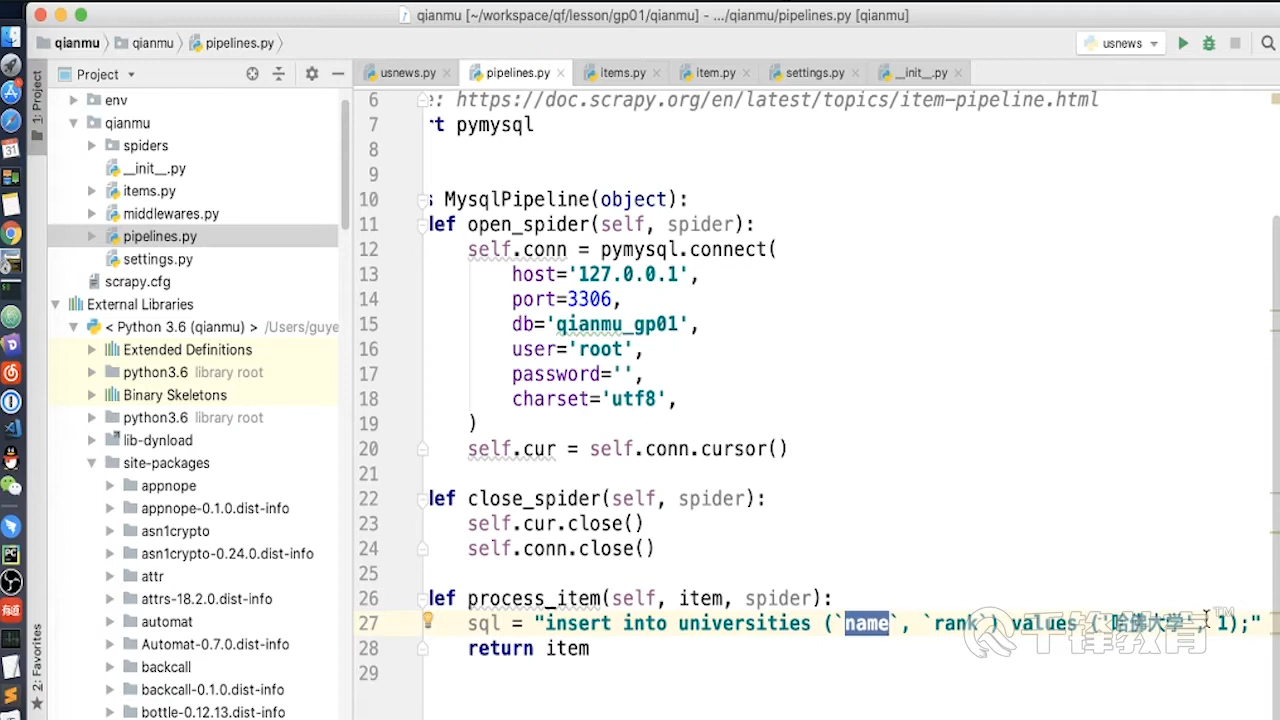 qianmu [~/workspace/qf/lesson/gp01/qianmu] - .../qianmu/pipelines.py [qianmu]
qianmu qianmu pipelines.py usnews
Project usnews.py pipelines.py items.py item.py settings.py __init__.py
1: Project
2: Favorites
env
qianmu
spiders
__init__.py
items.py
middlewares.py
pipelines.py
settings.py
scrapy.cfg
External Libraries
< Python 3.6 (qianmu) > /Users/guye
Extended Definitions
python3.6 library root
Binary Skeletons
python3.6 library root
lib-dynload
site-packages
appnope
appnope-0.1.0.dist-info
asn1crypto
asn1crypto-0.24.0.dist-info
attr
attrs-18.2.0.dist-info
automat
Automat-0.7.0.dist-info
backcall
backcall-0.1.0.dist-info
bottle-0.12.13.dist-info
6 e: https://doc.scrapy.org/en/latest/topics/item-pipeline.html
7 rt pymysql
8
9
10 s MysqlPipeline(object):
11 def open_spider(self, spider):
12 self.conn = pymysql.connect(
13 host='127.0.0.1',
14 port=3306,
15 db='qianmu_gp01',
16 user='root',
17 password='',
18 charset='utf8',
19 )
20 self.cur = self.conn.cursor()
21
22 def close_spider(self, spider):
23 self.cur.close()
24 self.conn.close()
25
26 def process_item(self, item, spider):
27 sql = "insert into universities (`name`, `rank`) values ('哈佛大学', 1);"
28 return item
29
千锋教育™